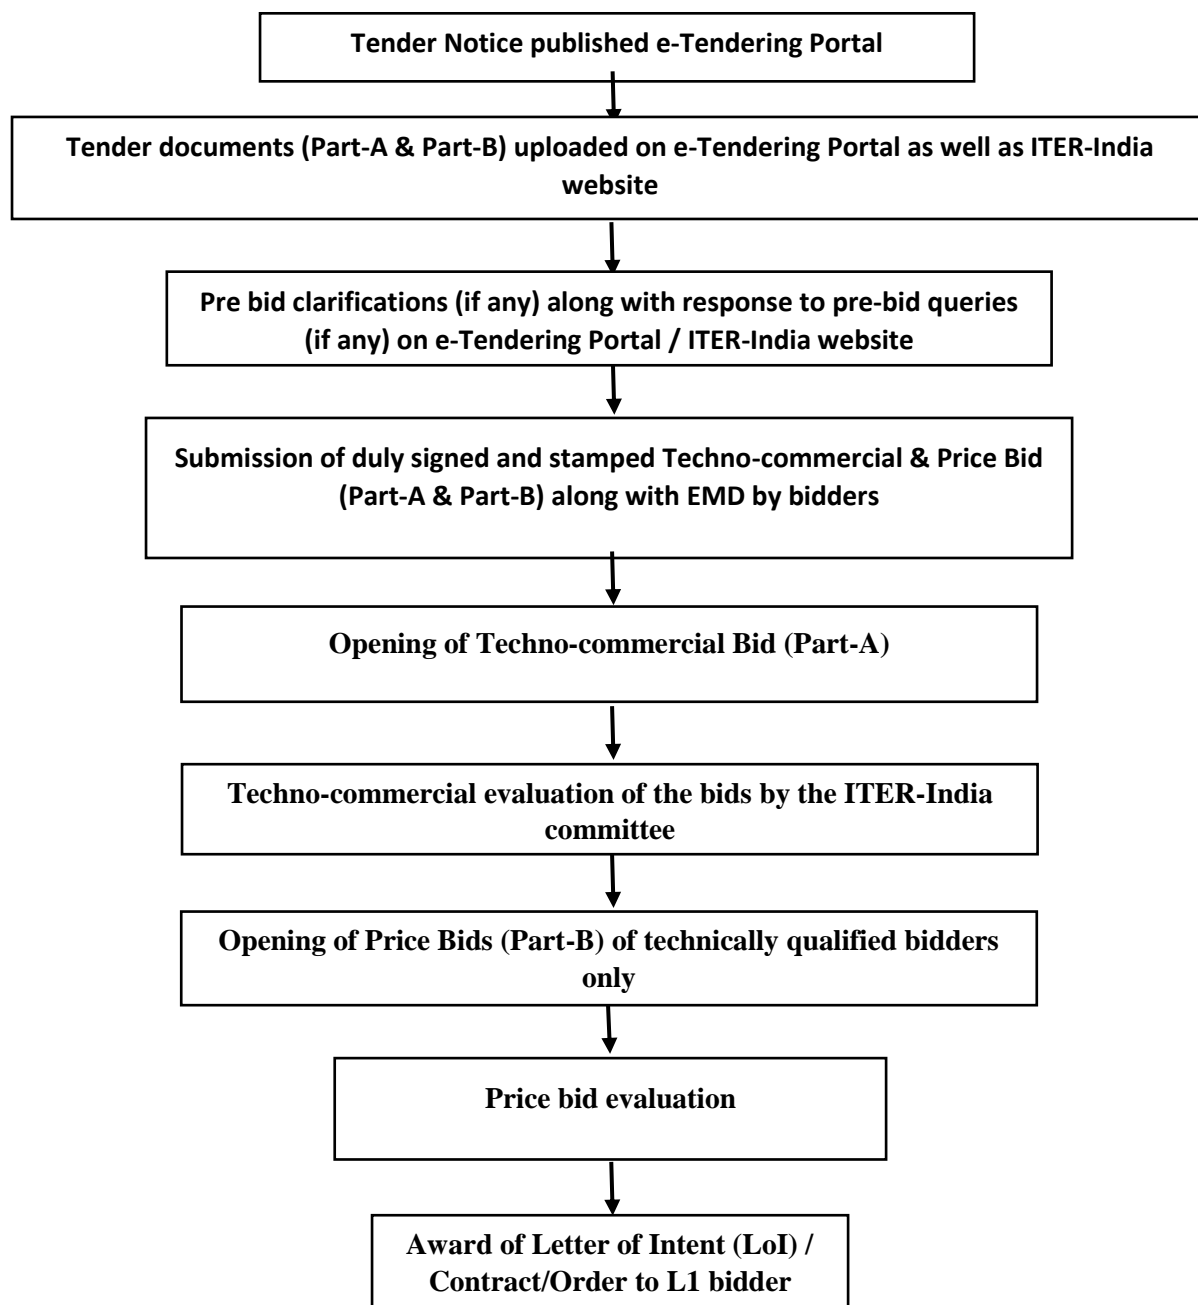 Tender Notice published e-Tendering Portal
Tender documents (Part-A & Part-B) uploaded on e-Tendering Portal as well as ITER-India
website
Pre bid clarifications (if any) along with response to pre-bid queries
(if any) on e-Tendering Portal / ITER-India website
Submission of duly signed and stamped Techno-commercial & Price Bid
(Part-A & Part-B) along with EMD by bidders
Opening of Techno-commercial Bid (Part-A)
Techno-commercial evaluation of the bids by the ITER-India
committee
Opening of Price Bids (Part-B) of technically qualified bidders
only
Price bid evaluation
Award of Letter of Intent (LoI) /
Contract/Order to L1 bidder